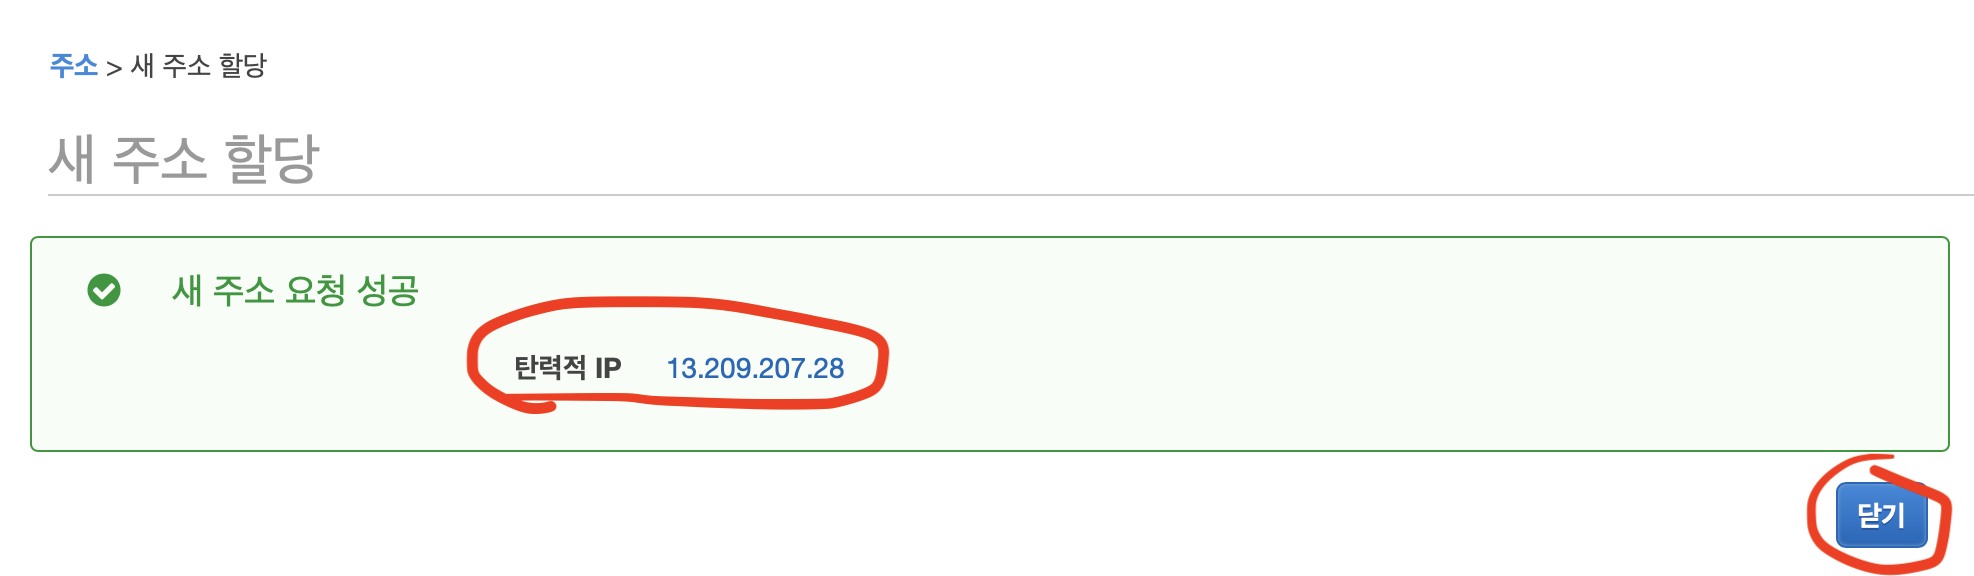 주소 > 새 주소 할당
새 주소 할당
새 주소 요청 성공
탄력적 IP 13.209.207.28
닫기